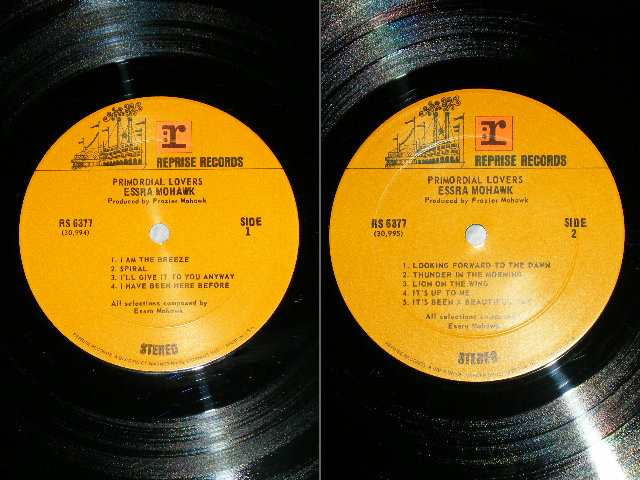 r
REPRISE RECORDS
PRIMORDIAL LOVERS
ESSRA MOHAWK
Produced by Frazier Mohawk
RS 6377
(30,994)
SIDE
1
1. I AM THE BREEZE
2. SPIRAL
3. I'LL GIVE IT TO YOU ANYWAY
4. I HAVE BEEN HERE BEFORE
All selections composed by
Essra Mohawk
STEREO
r
REPRISE RECORDS
PRIMORDIAL LOVERS
ESSRA MOHAWK
Produced by Frazier Mohawk
RS 6377
(30,995)
SIDE
2
1. LOOKING FORWARD TO THE DAWN
2. THUNDER IN THE MORNING
3. LION ON THE WING
4. IT'S UP TO ME
5. IT'S BEEN A BEAUTIFUL DAY
All selections composed
Essra Mohawk
STEREO